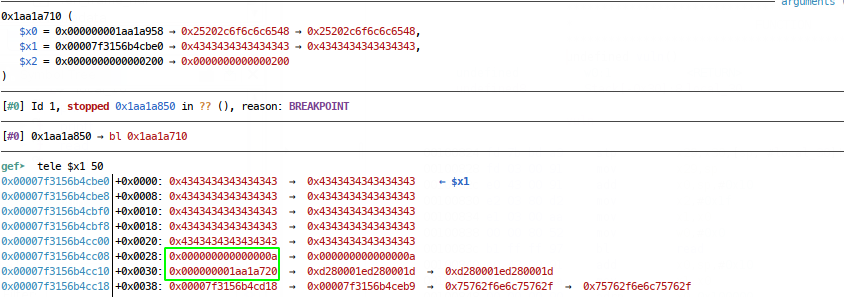 arguments (
0x1aa1a710 (
$x0 = 0x000000001aa1a958 → 0x25202c6f6c6c6548 → 0x25202c6f6c6c6548,
$x1 = 0x00007f3156b4cbe0 → 0x4343434343434343 → 0x4343434343434343,
$x2 = 0x0000000000000200 → 0x0000000000000200
)
[#0] Id 1, stopped 0x1aa1a850 in ?? (), reason: BREAKPOINT
[#0] 0x1aa1a850 → bl 0x1aa1a710
gef➤ tele $x1 50
0x00007f3156b4cbe0│+0x0000: 0x4343434343434343 → 0x4343434343434343 ← $x1
0x00007f3156b4cbe8│+0x0008: 0x4343434343434343 → 0x4343434343434343
0x00007f3156b4cbf0│+0x0010: 0x4343434343434343 → 0x4343434343434343
0x00007f3156b4cbf8│+0x0018: 0x4343434343434343 → 0x4343434343434343
0x00007f3156b4cc00│+0x0020: 0x4343434343434343 → 0x4343434343434343
0x00007f3156b4cc08│+0x0028: 0x000000000000000a → 0x000000000000000a
0x00007f3156b4cc10│+0x0030: 0x000000001aa1a720 → 0xd280001ed280001d → 0xd280001ed280001d
0x00007f3156b4cc18│+0x0038: 0x00007f3156b4cd18 → 0x00007f3156b4ceb9 → 0x75762f6e6c75762f → 0x75762f6e6c75762f